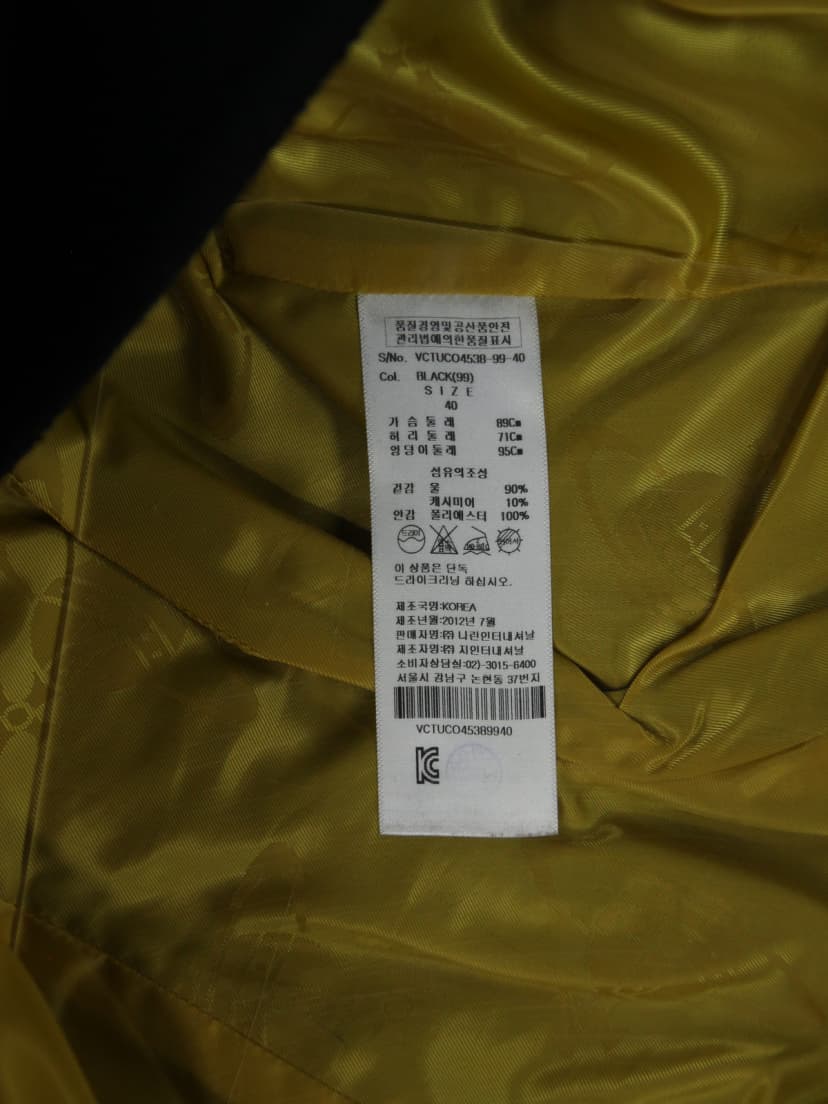 품질경영및공산품안전
관리법에의한품질표시
S/No. VCTUCO4538-99-40
Col. BLACK(99)
SIZE
40
가슴둘레 89Cm
허리둘레 71Cm
엉덩이둘레 95Cm
섬유의조성
겉감 울 90%
캐시미어 10%
안감 폴리에스터 100%
드라이
이 상품은 단독
드라이크리닝 하십시오.
제조국명:KOREA
제조년월:2012년 7월
판매자명:㈜ 나린인터내셔날
제조자명:㈜ 지인터내셔날
소비자상담실:02)-3015-6400
서울시 강남구 논현동 37번지
VCTUCO45389940